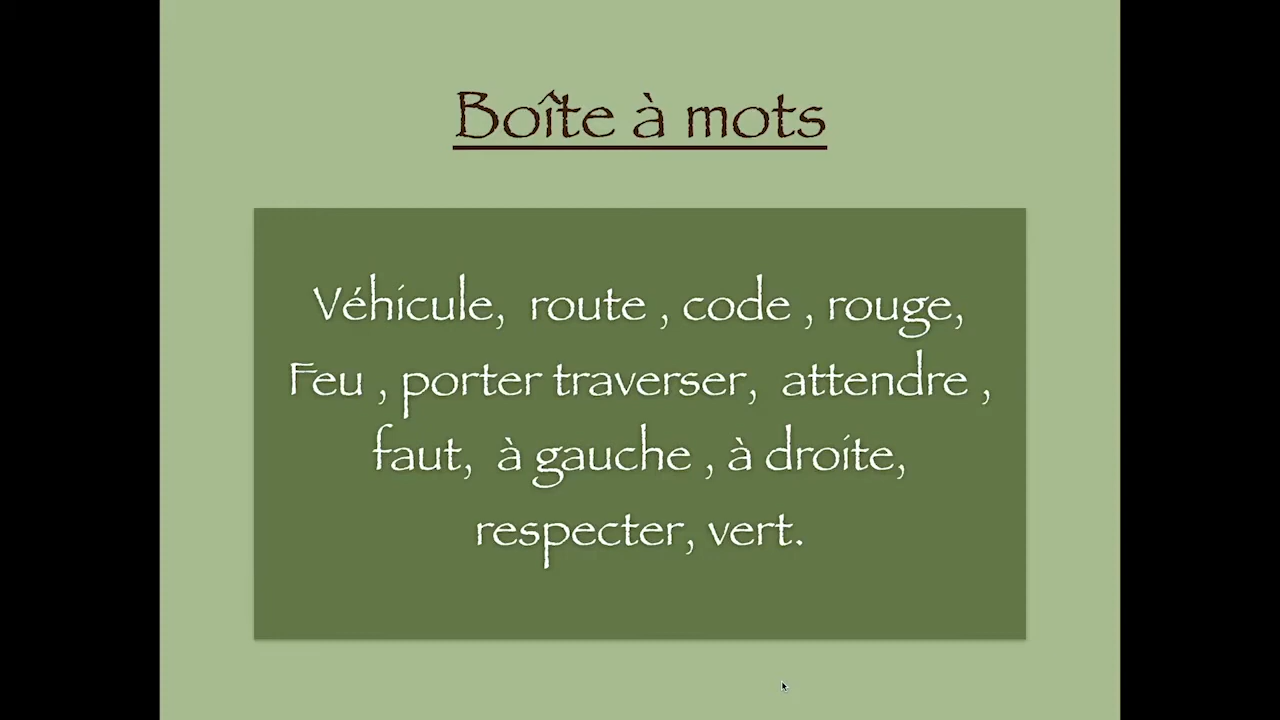 Boîte à mots
Véhicule, route , code , rouge,
Feu , porter traverser, attendre ,
faut, à gauche , à droite,
respecter, vert.